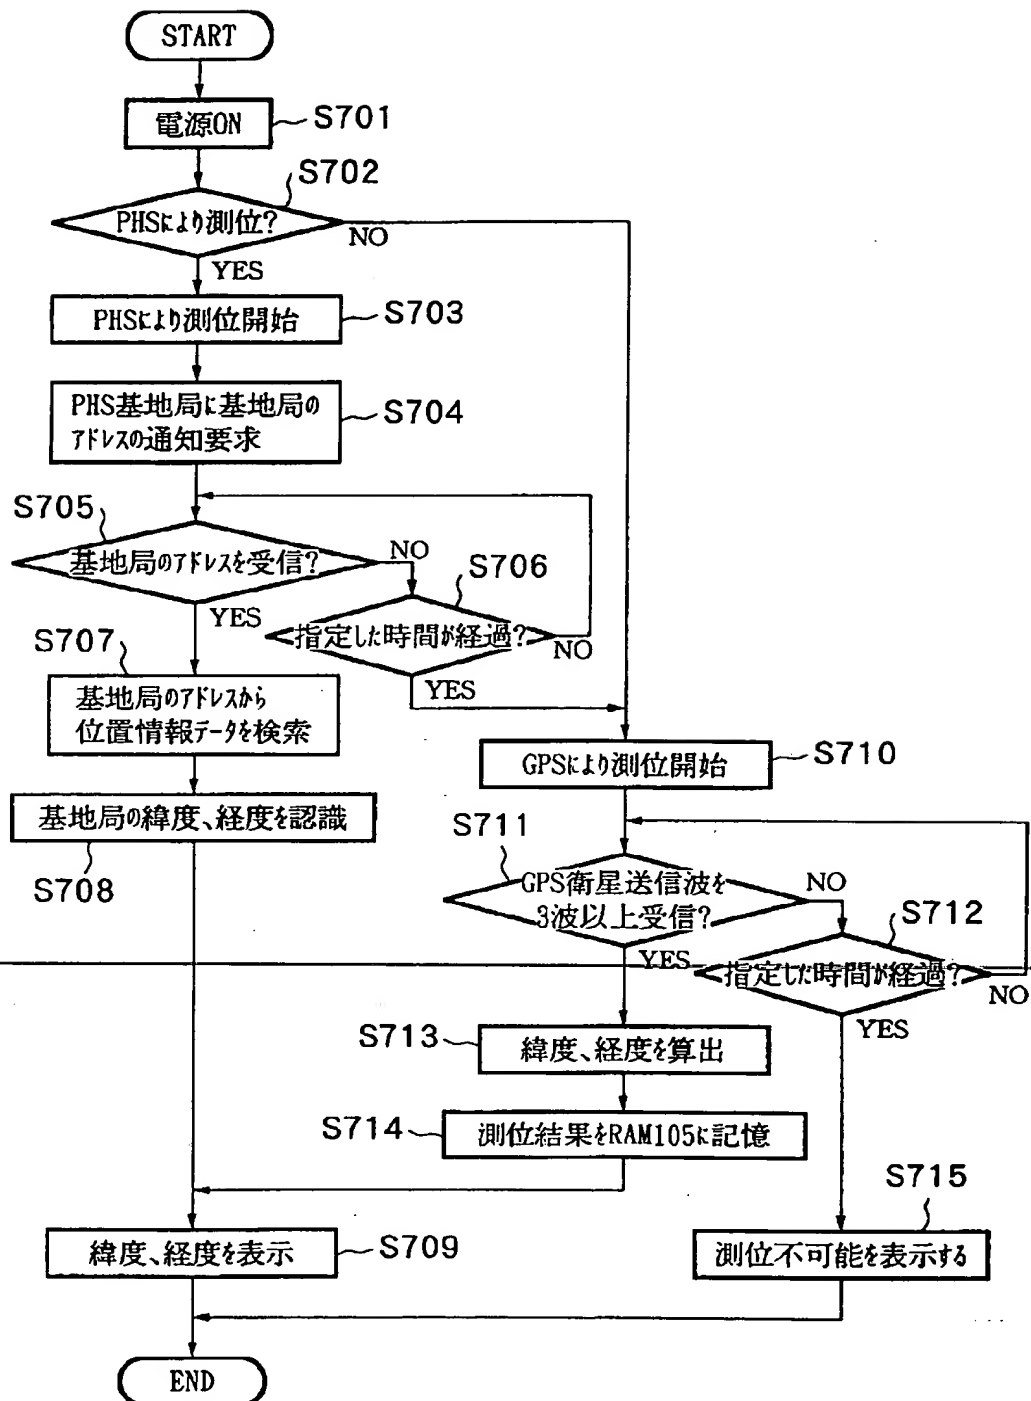 START
電源ON
S701
S702
PHSにより測位?
NO
YES
PHSにより測位開始
S703
PHS基地局に基地局の
アドレスの通知要求
S704
S705
基地局のアドレスを受信?
NO
YES
S706
指定した時間が経過?
NO
YES
S707
基地局のアドレスから
位置情報データを検索
基地局の緯度、経度を認識
S708
GPSにより測位開始
S710
S711
GPS衛星送信波を
3波以上受信?
NO
YES
S712
指定した時間が経過?
NO
YES
S713
緯度、経度を算出
S714
測位結果をRAM105に記憶
緯度、経度を表示
S709
S715
測位不可能を表示する
END